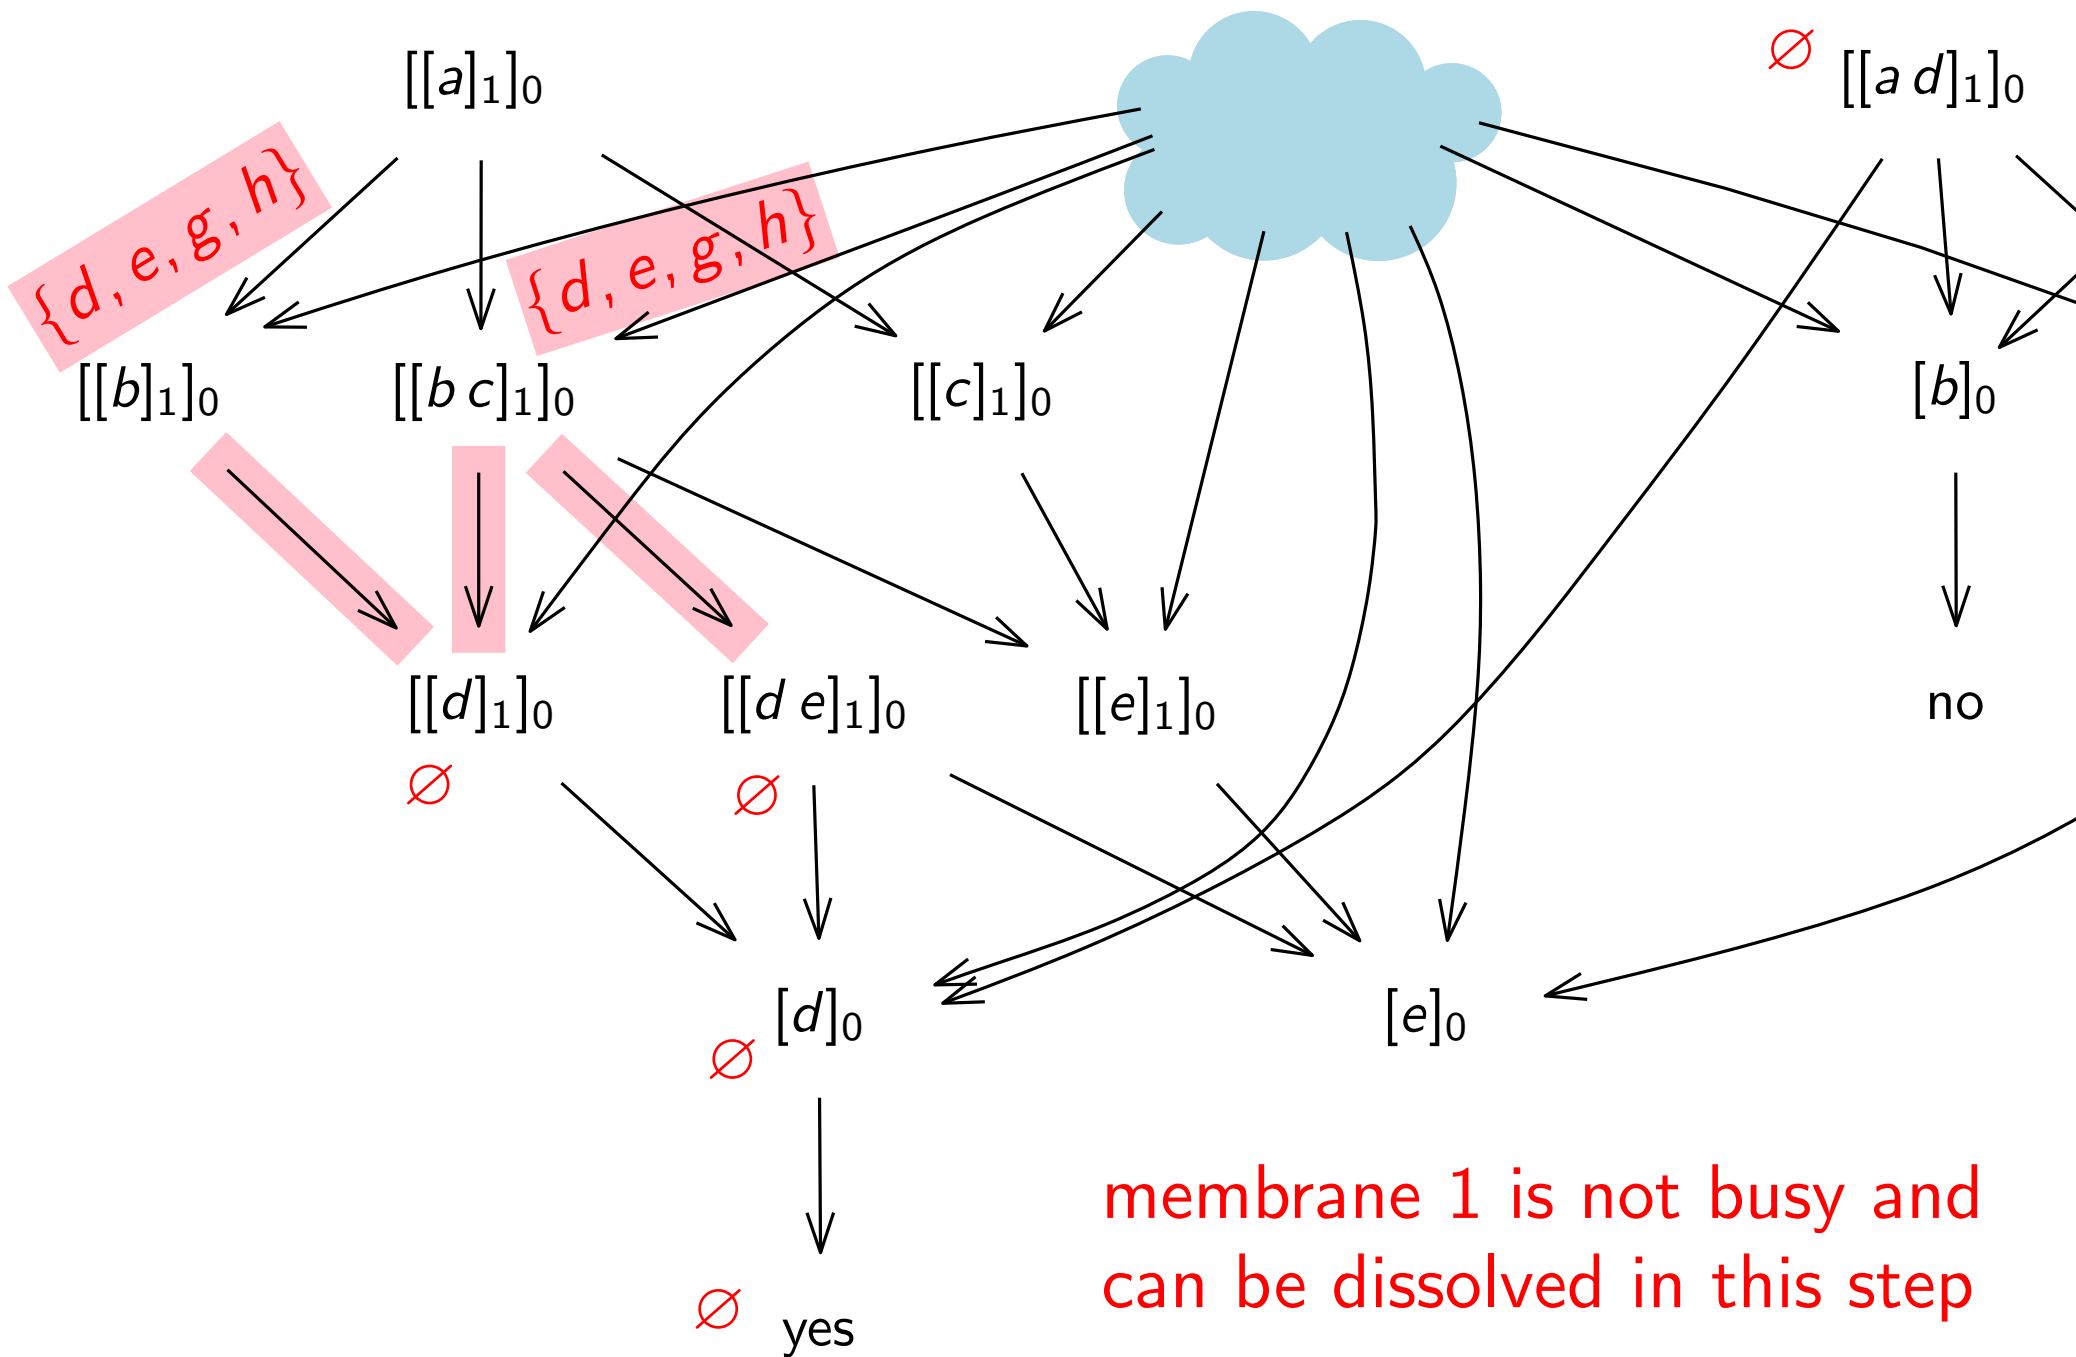 [[a]₁]₀
∅ [[a d]₁]₀
{d, e, g, h}
{d, e, g, h}
[[b]₁]₀
[[b c]₁]₀
[[c]₁]₀
[b]₀
[[d]₁]₀
[[d e]₁]₀
[[e]₁]₀
no
∅
∅
[d]₀
[e]₀
∅
membrane 1 is not busy and
can be dissolved in this step
∅ yes